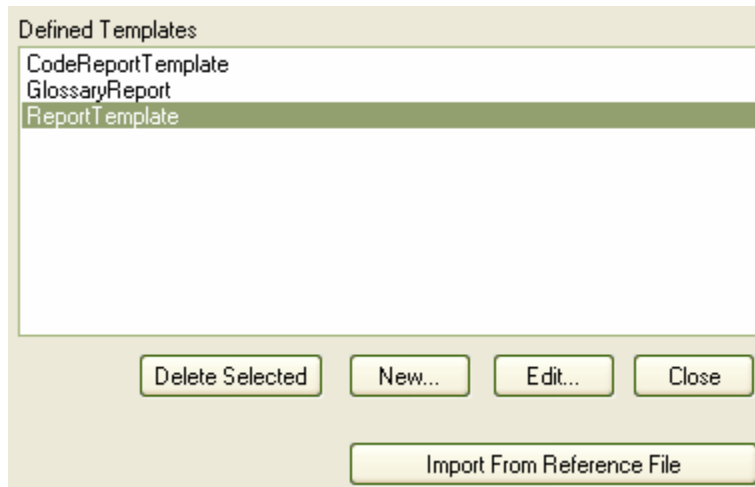 Defined Templates
CodeReportTemplate
GlossaryReport
ReportTemplate
Delete Selected New... Edit... Close
Import From Reference File